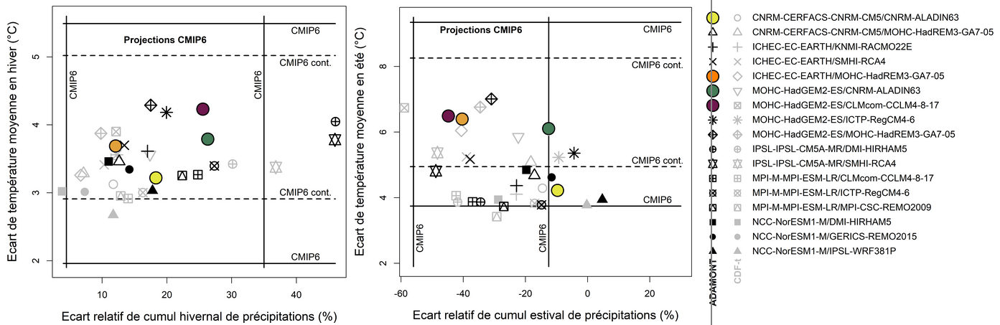 Ecart de température moyenne en hiver (°C)
5
4
3
2
CMIP6
Projections CMIP6
CMIP6 cont.
CMIP6
CMIP6
CMIP6 cont.
CMIP6
10
20
30
40
Ecart relatif de cumul hivernal de précipitations (%)
Ecart de température moyenne en été (°C)
8
6
4
2
Projections CMIP6
CMIP6
CMIP6 cont.
CMIP6 cont.
CMIP6
CMIP6
CMIP6
-60
-40
-20
0
20
Ecart relatif de cumul estival de précipitations (%)
CNRM-CERFACS-CNRM-CM5/CNRM-ALADIN63
CNRM-CERFACS-CNRM-CM5/MOHC-HadREM3-GA7-05
ICHEC-EC-EARTH/KNMI-RACMO22E
ICHEC-EC-EARTH/SMHI-RCA4
ICHEC-EC-EARTH/MOHC-HadREM3-GA7-05
MOHC-HadGEM2-ES/CNRM-ALADIN63
MOHC-HadGEM2-ES/CLMcom-CCLM4-8-17
MOHC-HadGEM2-ES/ICTP-RegCM4-6
MOHC-HadGEM2-ES/MOHC-HadREM3-GA7-05
IPSL-IPSL-CM5A-MR/DMI-HIRHAM5
IPSL-IPSL-CM5A-MR/SMHI-RCA4
MPI-M-MPI-ESM-LR/CLMcom-CCLM4-8-17
MPI-M-MPI-ESM-LR/ICTP-RegCM4-6
MPI-M-MPI-ESM-LR/MPI-CSC-REMO2009
NCC-NorESM1-M/DMI-HIRHAM5
NCC-NorESM1-M/GERICS-REMO2015
NCC-NorESM1-M/IPSL-WRF381P
ADAMONT
CDF-t